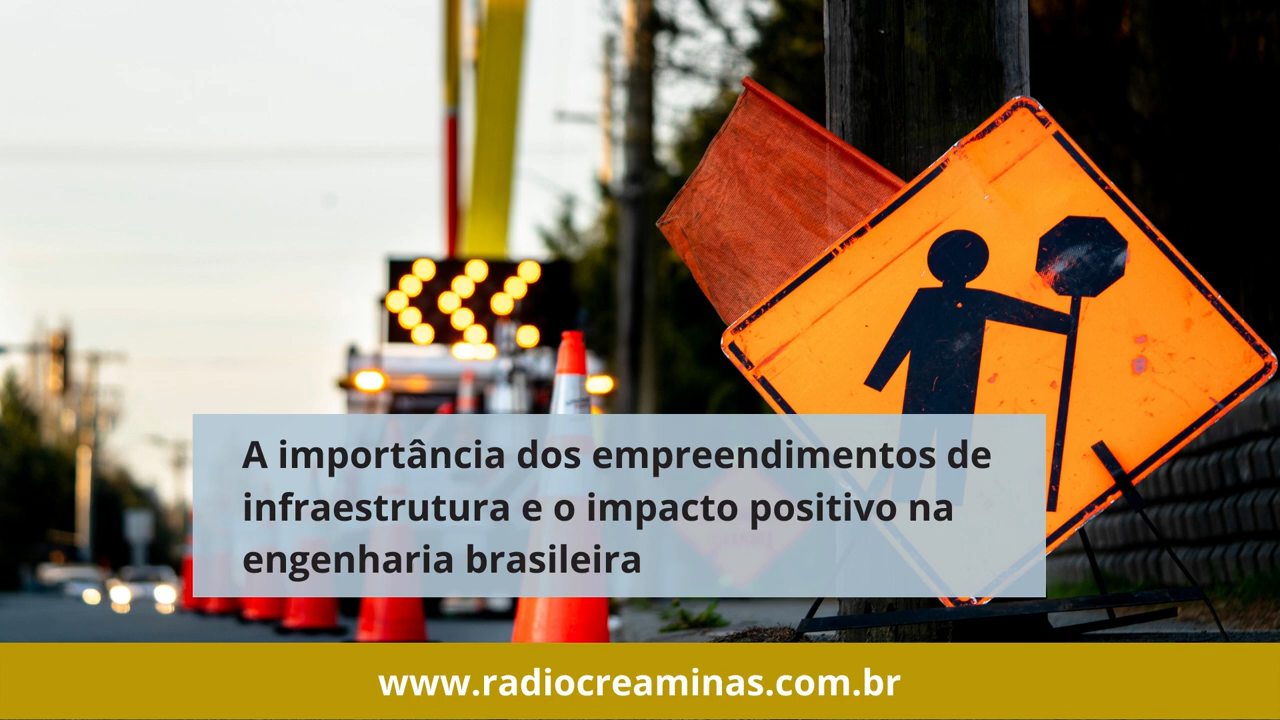 A importância dos empreendimentos de
infraestrutura e o impacto positivo na
engenharia brasileira
www.radiocreaminas.com.br